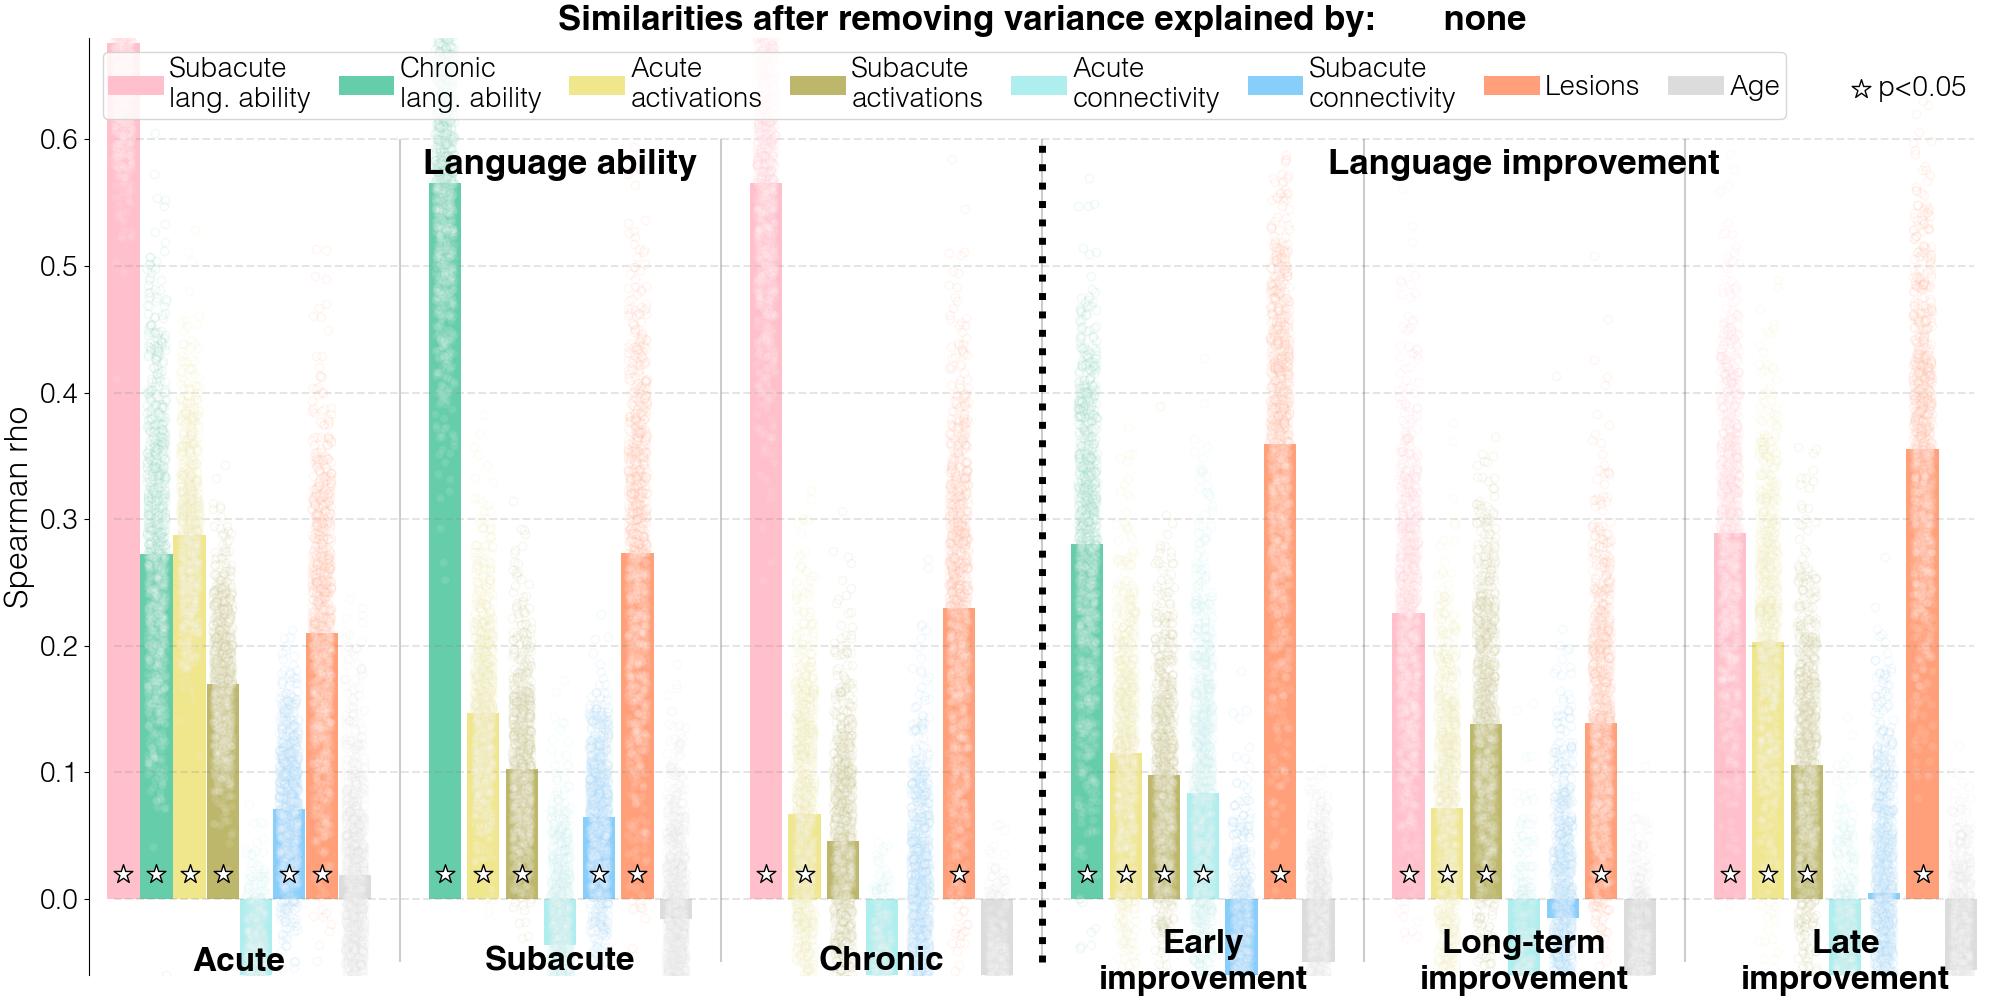 Similarities after removing variance explained by: none
Subacute lang. ability
Chronic lang. ability
Acute activations
Subacute activations
Acute connectivity
Subacute connectivity
Lesions
Age
☆ p<0.05
Language ability
Language improvement
Spearman rho
0.6
0.5
0.4
0.3
0.2
0.1
0.0
Acute
Subacute
Chronic
Early
improvement
Long-term
improvement
Late
improvement